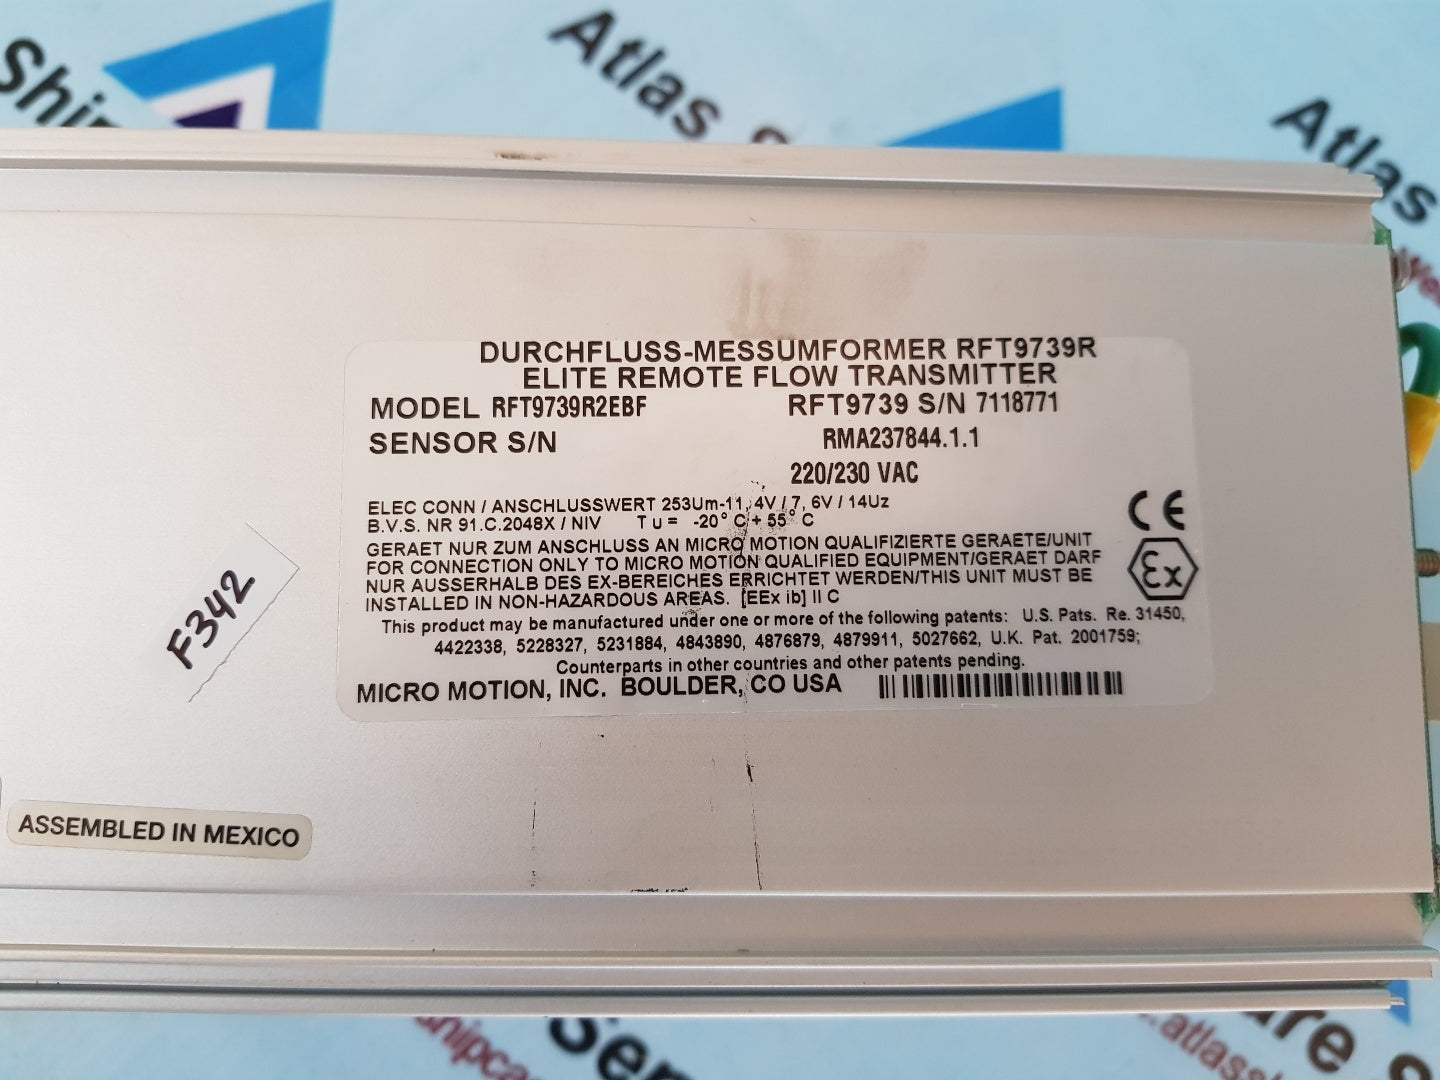 Atlas
Atlas
DURCHFLUSS-MESSUMFORMER RFT9739R
ELITE REMOTE FLOW TRANSMITTER
MODEL RFT9739R2EBF RFT9739 S/N 7118771
SENSOR S/N RMA237844.1.1
220/230 VAC
ELEC CONN / ANSCHLUSSWERT 253Um-11, 4V / 7, 6V / 14Uz
B.V.S. NR 91.C.2048X / NIV Tu = -20° C + 55° C
GERAET NUR ZUM ANSCHLUSS AN MICRO MOTION QUALIFIZIERTE GERAETE/UNIT
FOR CONNECTION ONLY TO MICRO MOTION QUALIFIED EQUIPMENT/GERAET DARF
NUR AUSSERHALB DES EX-BEREICHES ERRICHTET WERDEN/THIS UNIT MUST BE
INSTALLED IN NON-HAZARDOUS AREAS. [EEx ib] II C
CE
Ex
This product may be manufactured under one or more of the following patents: U.S. Pats. Re. 31450,
4422338, 5228327, 5231884, 4843890, 4876879, 4879911, 5027662, U.K. Pat. 2001759;
Counterparts in other countries and other patents pending.
MICRO MOTION, INC. BOULDER, CO USA
F342
ASSEMBLED IN MEXICO